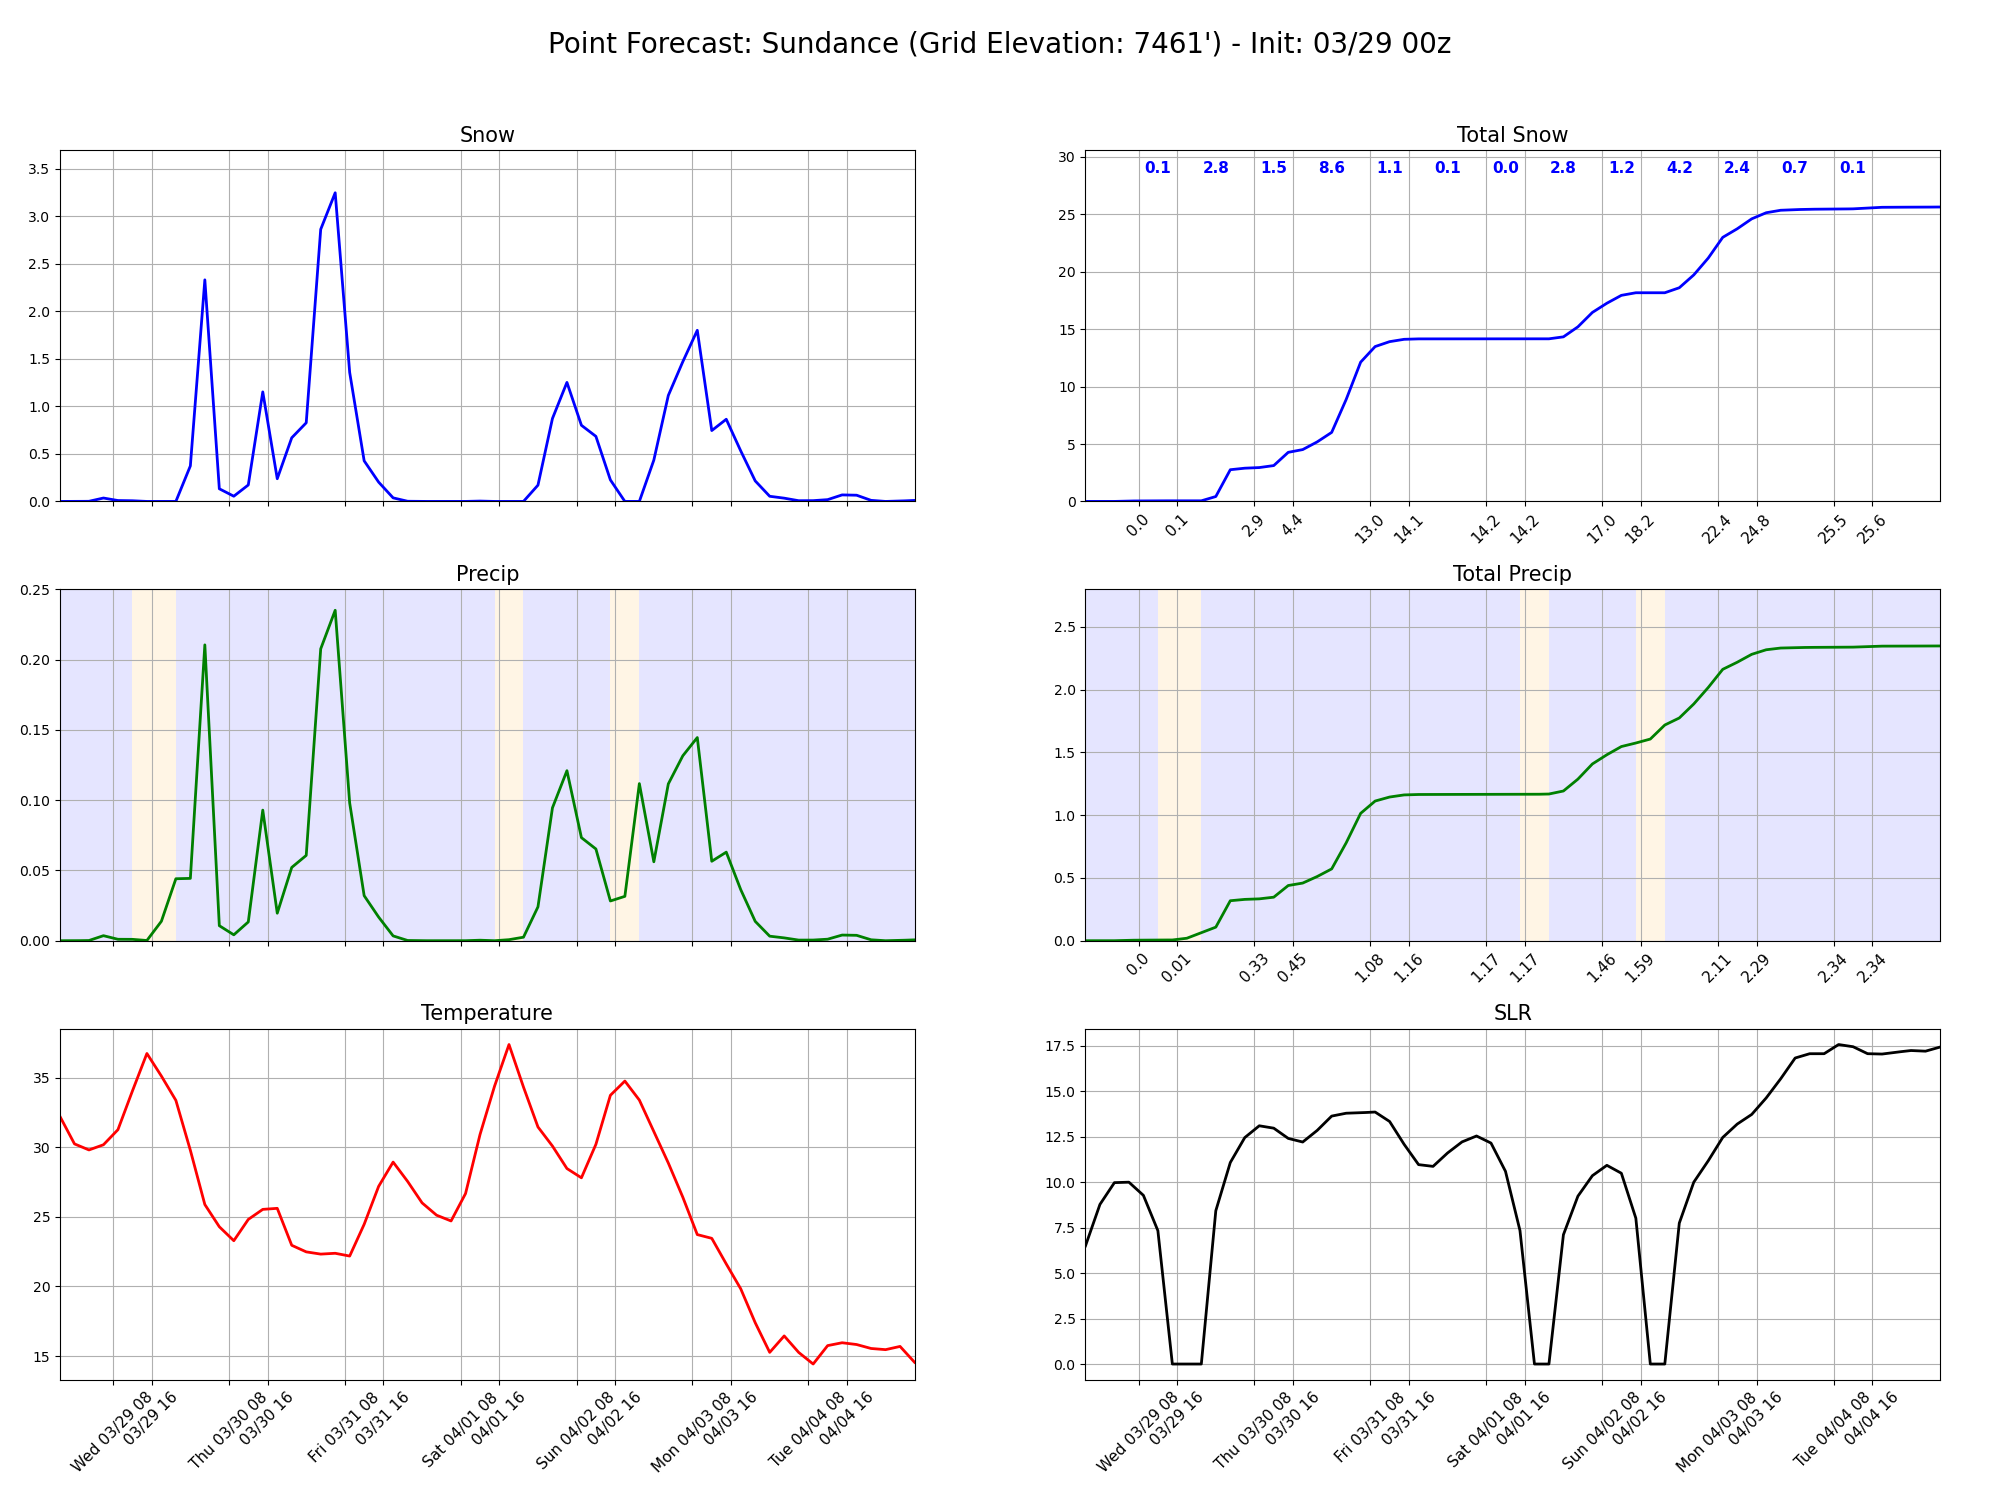 Point Forecast: Sundance (Grid Elevation: 7461') - Init: 03/29 00z
Snow
3.5
3.0
2.5
2.0
1.5
1.0
0.5
0.0
Total Snow
0.1 2.8 1.5 8.6 1.1 0.1 0.0 2.8 1.2 4.2 2.4 0.7 0.1
30
25
20
15
10
5
0
0.0 0.1 2.9 4.4 13.0 14.1 14.2 14.2 17.0 18.2 22.4 24.8 25.5 25.6
Precip
0.25
0.20
0.15
0.10
0.05
0.00
Total Precip
2.5
2.0
1.5
1.0
0.5
0.0
0.0 0.01 0.33 0.45 1.08 1.16 1.17 1.17 1.46 1.59 2.11 2.29 2.34 2.34
Temperature
35
30
25
20
15
Wed 03/29 08
03/29 16
Thu 03/30 08
03/30 16
Fri 03/31 08
03/31 16
Sat 04/01 08
04/01 16
Sun 04/02 08
04/02 16
Mon 04/03 08
04/03 16
Tue 04/04 08
04/04 16
SLR
17.5
15.0
12.5
10.0
7.5
5.0
2.5
0.0
Wed 03/29 08
03/29 16
Thu 03/30 08
03/30 16
Fri 03/31 08
03/31 16
Sat 04/01 08
04/01 16
Sun 04/02 08
04/02 16
Mon 04/03 08
04/03 16
Tue 04/04 08
04/04 16